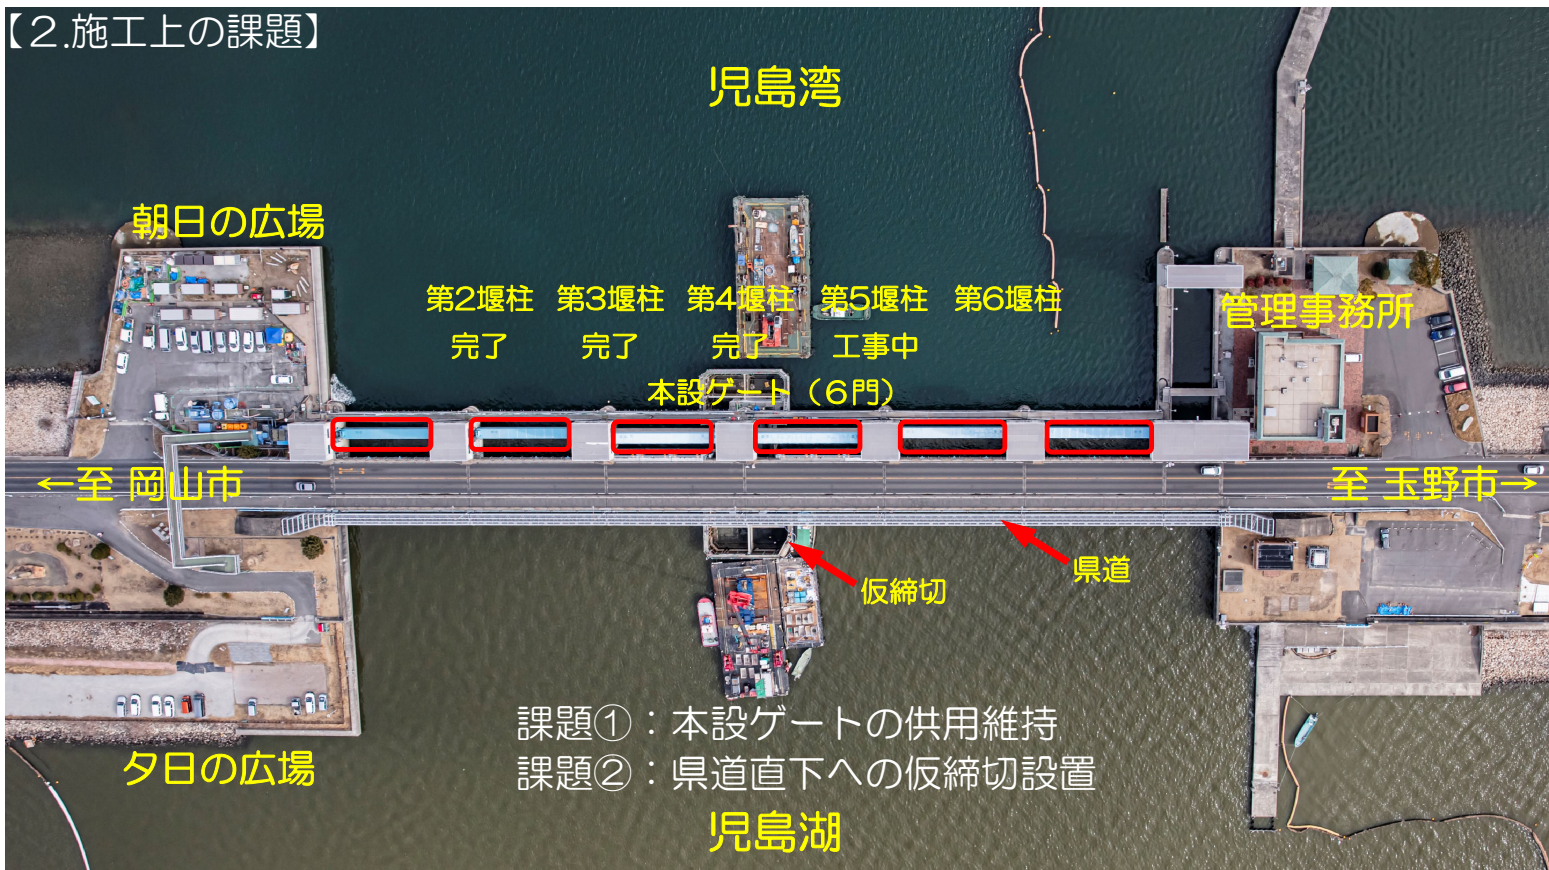 【２.施工上の課題】
児島湾
朝日の広場
第2堰柱 第3堰柱 第4堰柱 第5堰柱 第6堰柱
完了 完了 完了 工事中
管理事務所
本設ゲート（６門）
←至 岡山市
至 玉野市→
県道
仮締切
課題①：本設ゲートの供用維持
課題②：県道直下への仮締切設置
夕日の広場
児島湖